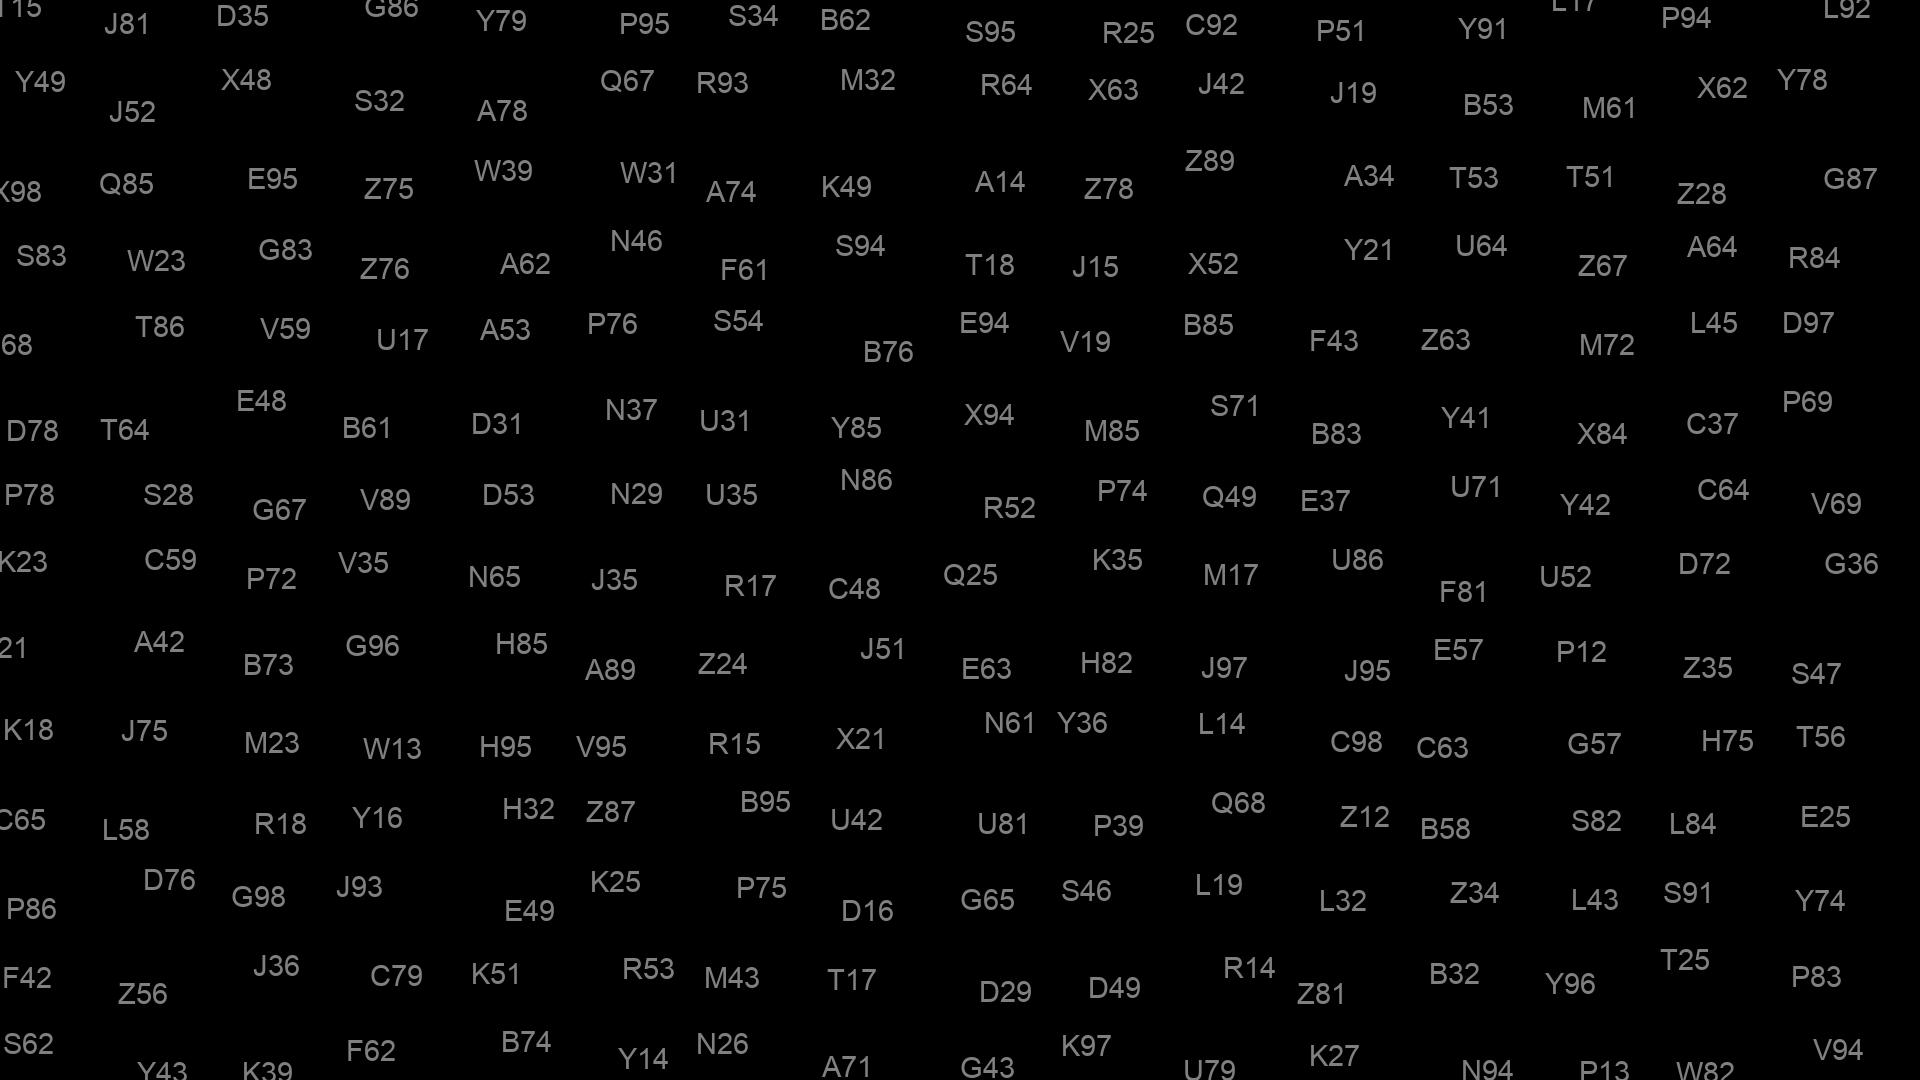 J81 D35 G86 Y79 P95 S34 B62 S95 R25 C92 P51 Y91 L17 P94 L92
Y49 J52 X48 S32 A78 Q67 R93 M32 R64 X63 J42 J19 B53 M61 X62 Y78
X98 Q85 E95 Z75 W39 W31 A74 K49 A14 Z78 Z89 A34 T53 T51 Z28 G87
S83 W23 G83 Z76 A62 N46 F61 S94 T18 J15 X52 Y21 U64 Z67 A64 R84
68 T86 V59 U17 A53 P76 S54 B76 E94 V19 B85 F43 Z63 M72 L45 D97
D78 T64 E48 B61 D31 N37 U31 Y85 X94 M85 S71 B83 Y41 X84 C37 P69
P78 S28 G67 V89 D53 N29 U35 N86 R52 P74 Q49 E37 U71 Y42 C64 V69
K23 C59 P72 V35 N65 J35 R17 C48 Q25 K35 M17 U86 F81 U52 D72 G36
21 A42 B73 G96 H85 A89 Z24 J51 E63 H82 J97 J95 E57 P12 Z35 S47
K18 J75 M23 W13 H95 V95 R15 X21 N61 Y36 L14 C98 C63 G57 H75 T56
C65 L58 R18 Y16 H32 Z87 B95 U42 U81 P39 Q68 Z12 B58 S82 L84 E25
P86 D76 G98 J93 E49 K25 P75 D16 G65 S46 L19 L32 Z34 L43 S91 Y74
F42 Z56 J36 C79 K51 R53 M43 T17 D29 D49 R14 Z81 B32 Y96 T25 P83
S62 Y43 K39 F62 B74 Y14 N26 A71 G43 K97 U79 K27 N94 P13 W82 V94